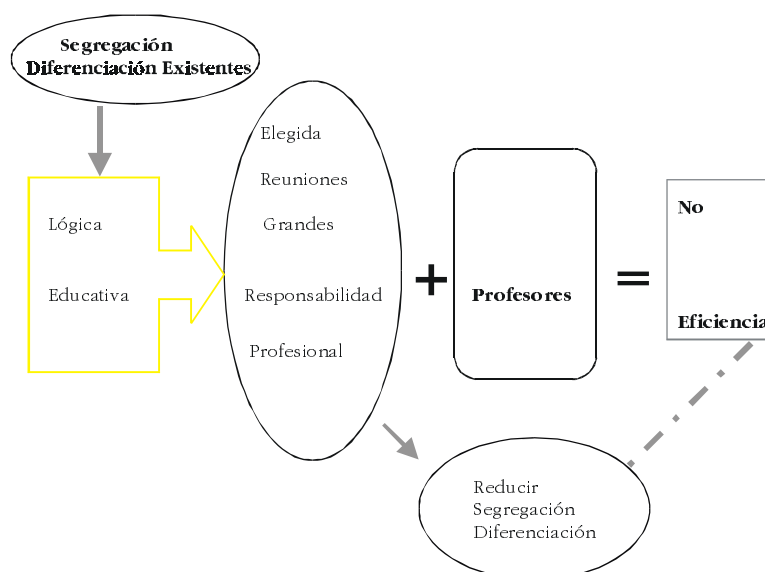 Segregación
Diferenciación Existentes
Lógica
Educativa
Elegida
Reuniones
Grandes
Responsabilidad
Profesional
+
Profesores
=
No
Eficiencia
Reducir
Segregación
Diferenciación